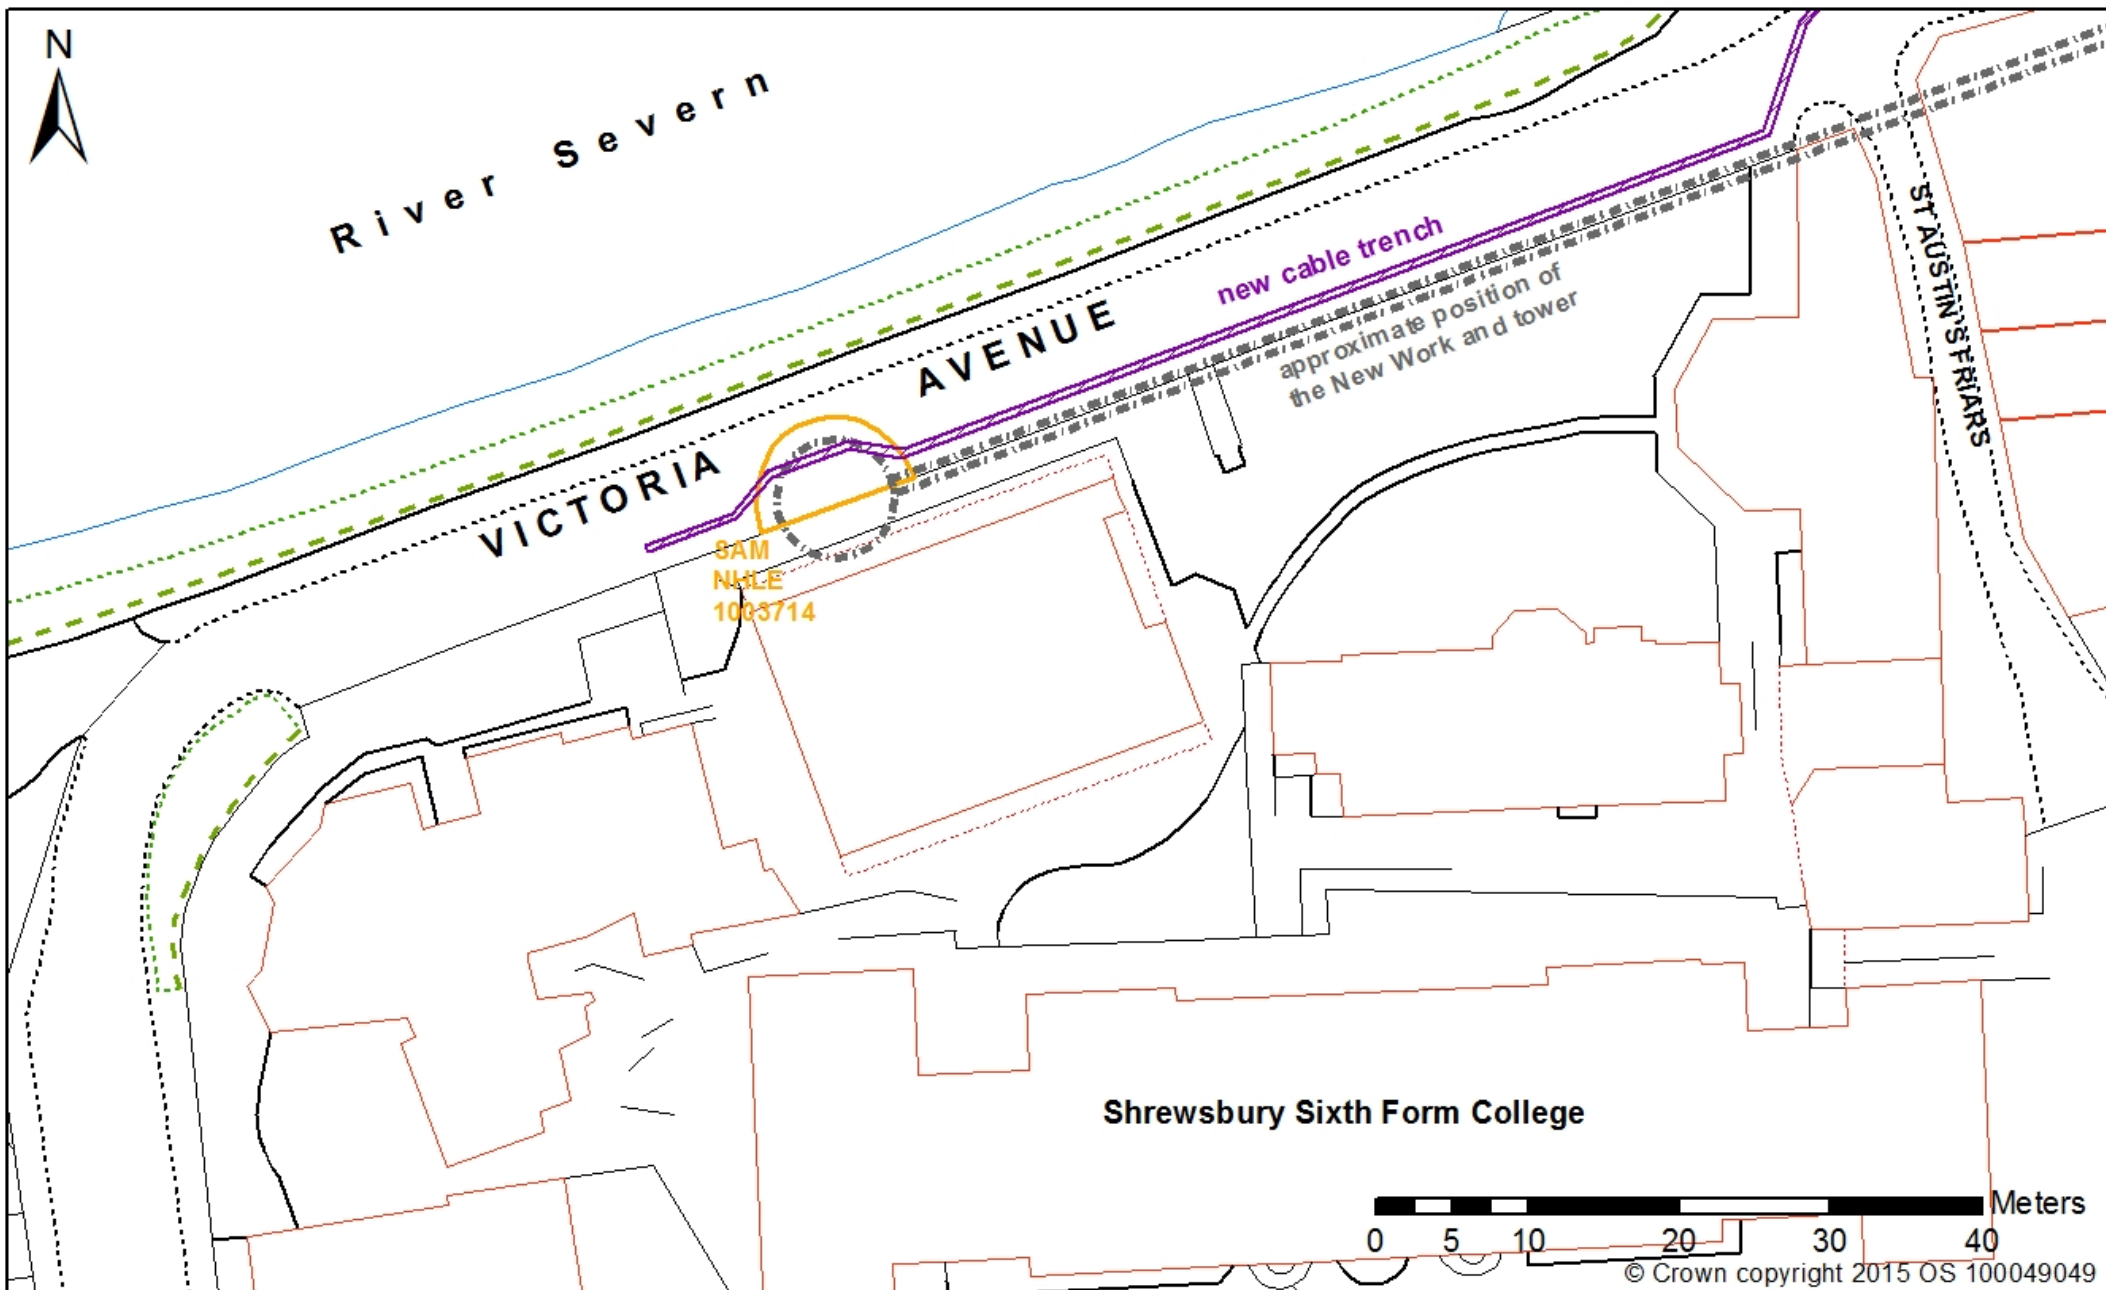 N
River Severn
new cable trench
approximate position of
the New Work and tower
ST AUSTIN'S FRIARS
VICTORIA AVENUE
SAM
NHLE
1003714
Shrewsbury Sixth Form College
Meters
0 5 10 20 30 40
© Crown copyright 2015 OS 100049049